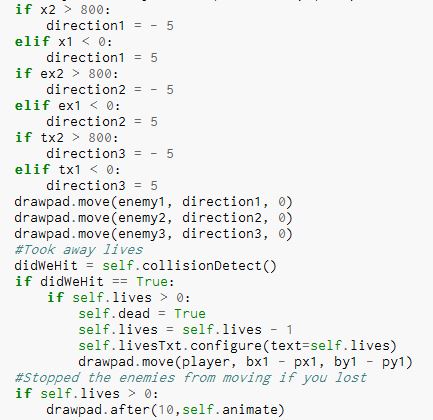 if x2 > 800:
    direction1 = - 5
elif x1 < 0:
    direction1 = 5
if ex2 > 800:
    direction2 = - 5
elif ex1 < 0:
    direction2 = 5
if tx2 > 800:
    direction3 = - 5
elif tx1 < 0:
    direction3 = 5
drawpad.move(enemy1, direction1, 0)
drawpad.move(enemy2, direction2, 0)
drawpad.move(enemy3, direction3, 0)
#Took away lives
didWeHit = self.collisionDetect()
if didWeHit == True:
    if self.lives > 0:
        self.dead = True
        self.lives = self.lives - 1
        self.livesTxt.configure(text=self.lives)
        drawpad.move(player, bx1 - px1, by1 - py1)
#Stopped the enemies from moving if you lost
if self.lives > 0:
    drawpad.after(10,self.animate)